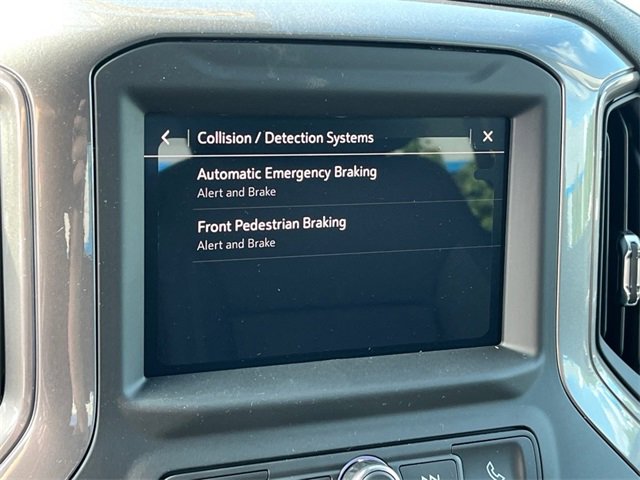 Collision / Detection Systems
Automatic Emergency Braking
Alert and Brake
Front Pedestrian Braking
Alert and Brake